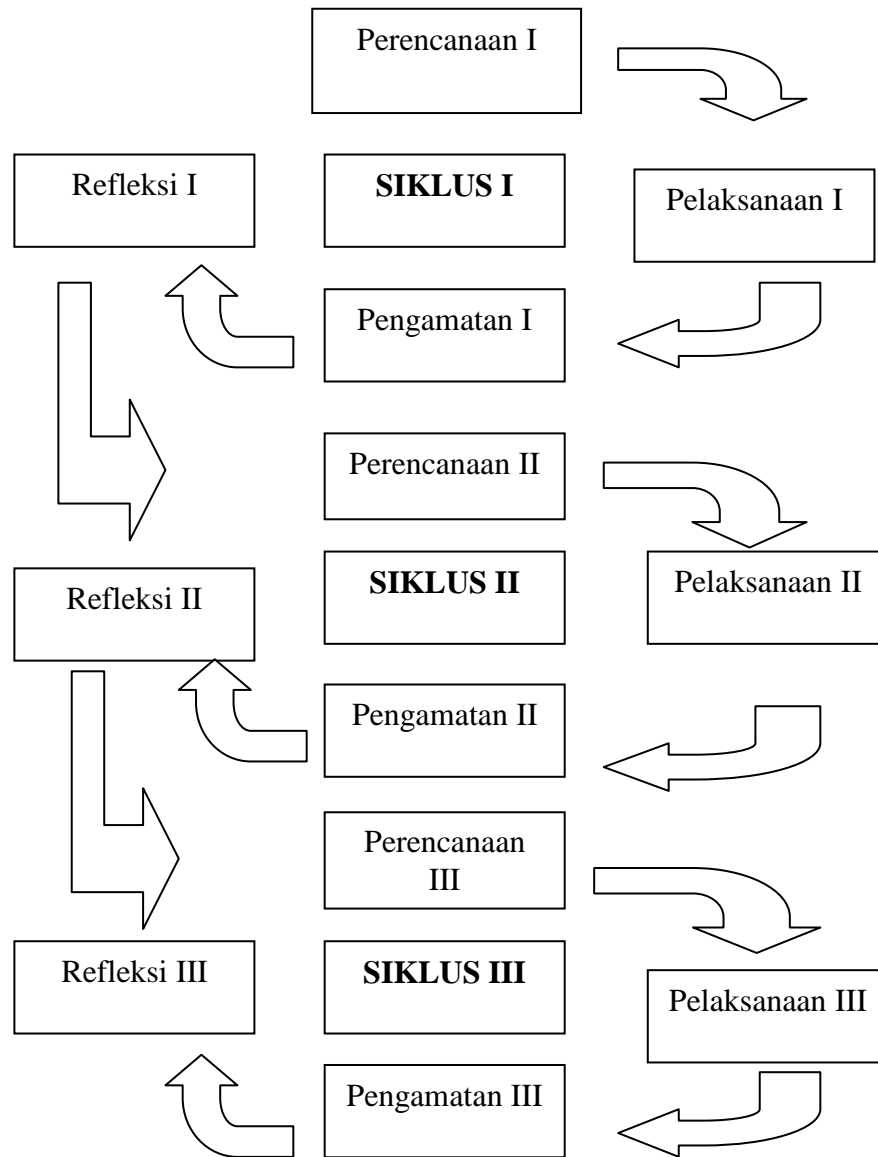 Perencanaan I
Refleksi I
SIKLUS I
Pelaksanaan I
Pengamatan I
Perencanaan II
Refleksi II
SIKLUS II
Pelaksanaan II
Pengamatan II
Perencanaan
III
Refleksi III
SIKLUS III
Pelaksanaan III
Pengamatan III